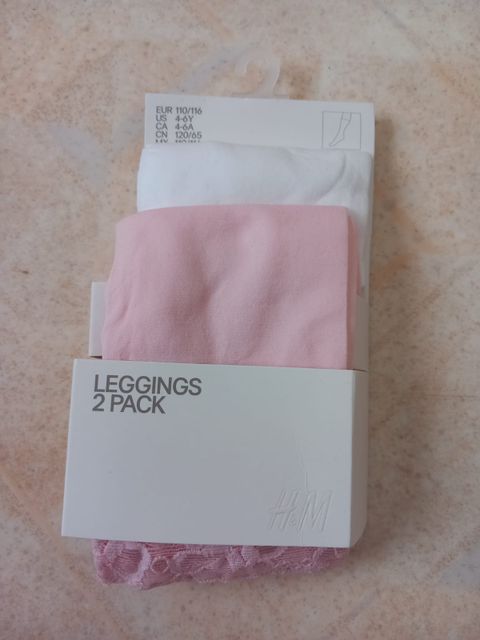 EUR 110/116
US 4-6Y
CA 4-6A
CN 120/65
LEGGINGS
2 PACK
H&M